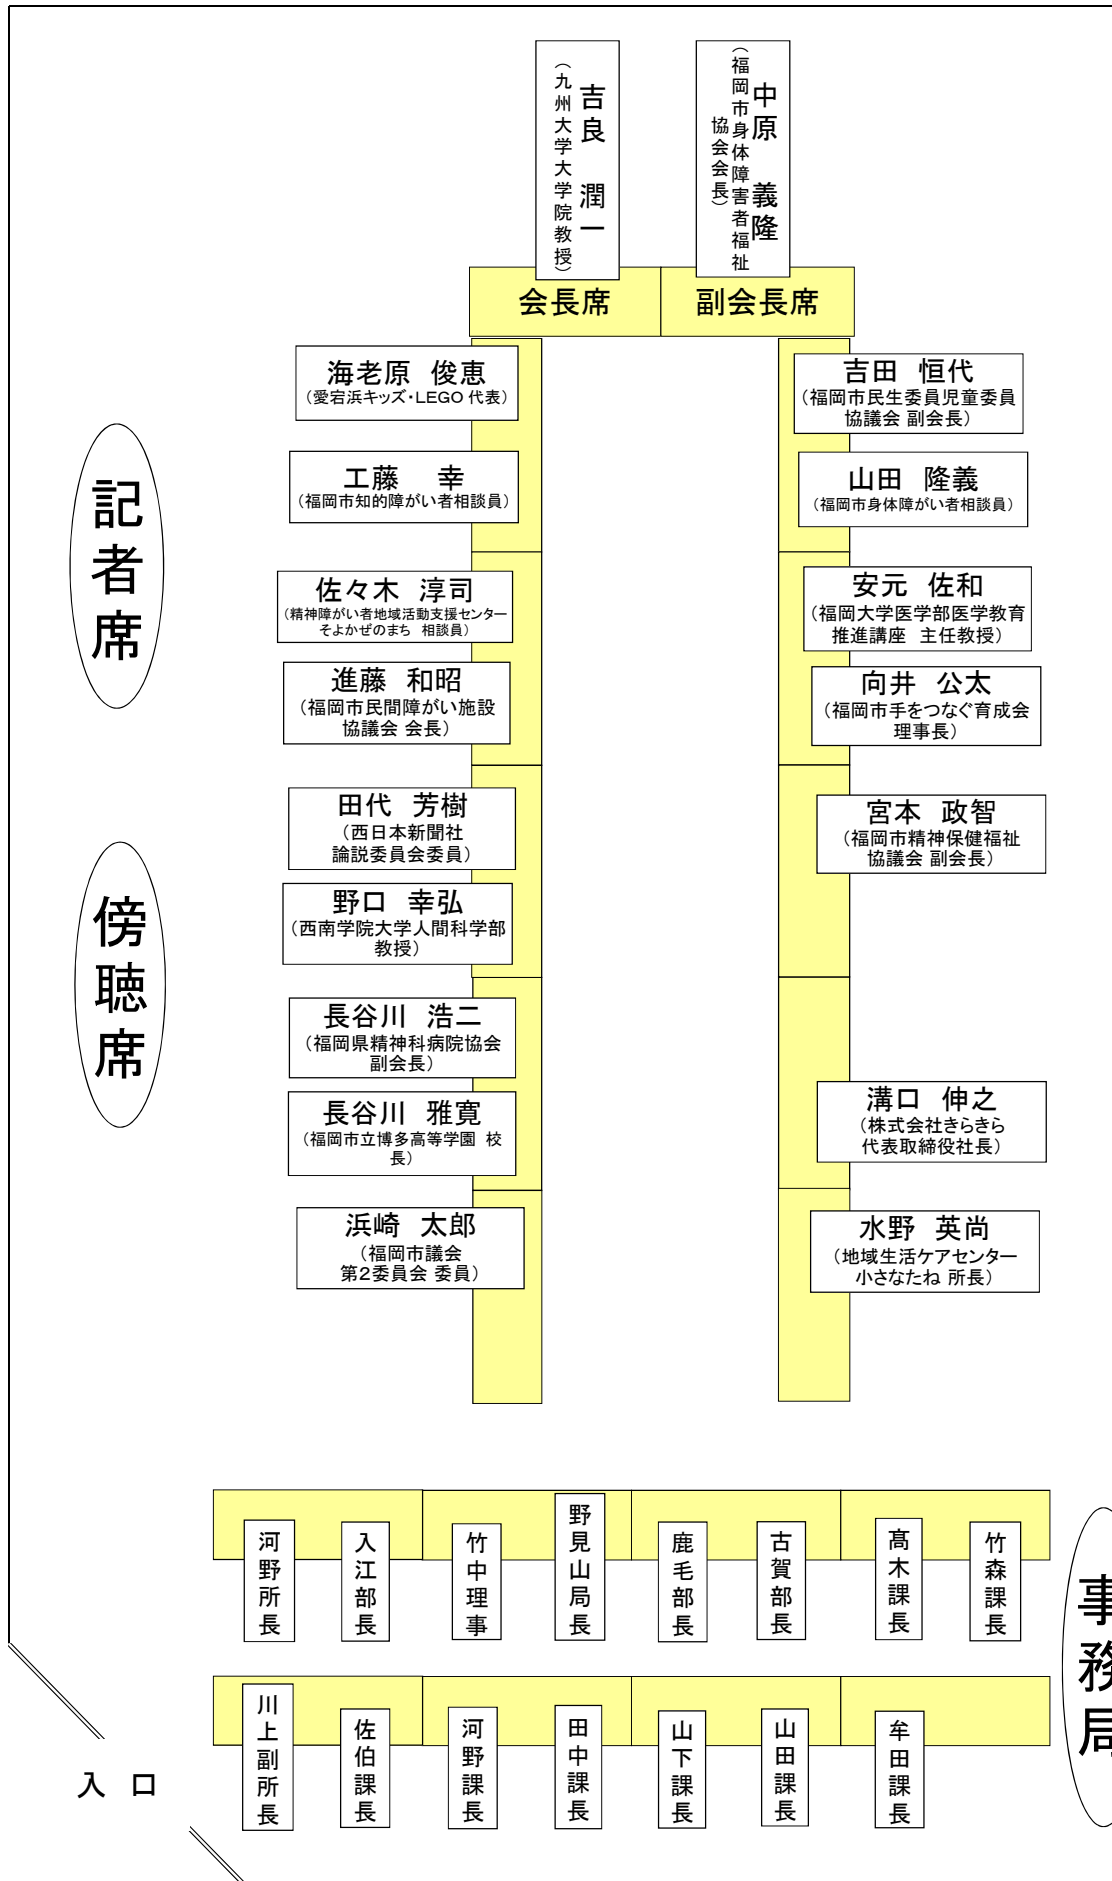 吉良　潤一
（九州大学大学院教授）
中原　義隆
（福岡市身体障害者福祉
協会会長）
会長席
副会長席
海老原　俊恵
（愛宕浜キッズ・LEGO 代表）
工藤　幸
（福岡市知的障がい者相談員）
佐々木　淳司
（精神障がい者地域活動支援センター
そよかぜのまち　相談員）
進藤　和昭
（福岡市民間障がい施設
協議会 会長）
田代　芳樹
（西日本新聞社
論説委員会委員）
野口　幸弘
（西南学院大学人間科学部
教授）
長谷川　浩二
（福岡県精神科病院協会
副会長）
長谷川　雅寛
（福岡市立博多高等学園　校
長）
浜崎　太郎
（福岡市議会
第2委員会 委員）
吉田　恒代
（福岡市民生委員児童委員
協議会 副会長）
山田　隆義
（福岡市身体障がい者相談員）
安元　佐和
（福岡大学医学部医学教育
推進講座　主任教授）
向井　公太
（福岡市手をつなぐ育成会
理事長）
宮本　政智
（福岡市精神保健福祉
協議会 副会長）
溝口　伸之
（株式会社きらきら
代表取締役社長）
水野　英尚
（地域生活ケアセンター
小さなたね 所長）
記者席
傍聴席
河野所長
入江部長
竹中理事
野見山局長
鹿毛部長
古賀部長
髙木課長
竹森課長
川上副所長
佐伯課長
河野課長
田中課長
山下課長
山田課長
牟田課長
事務局
入　口